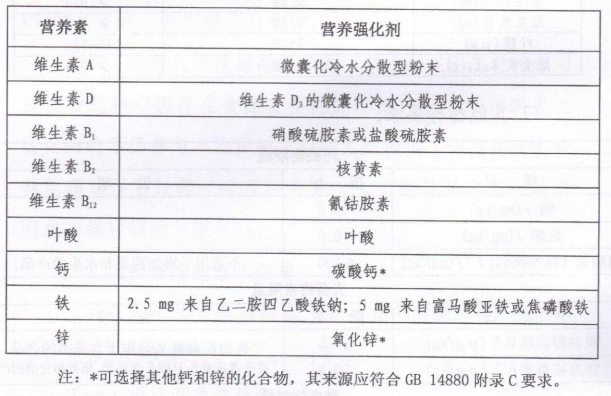 营养素 营养强化剂
维生素 A 微囊化冷水分散型粉末
维生素 D 维生素 D₃的微囊化冷水分散型粉末
维生素 B₁ 硝酸硫胺素或盐酸硫胺素
维生素 B₂ 核黄素
维生素 B₁₂ 氰钴胺素
叶酸 叶酸
钙 碳酸钙*
铁 2.5 mg 来自乙二胺四乙酸铁钠；5 mg 来自富马酸亚铁或焦磷酸铁
锌 氧化锌*
注：*可选择其他钙和锌的化合物，其来源应符合 GB 14880 附录 C 要求。